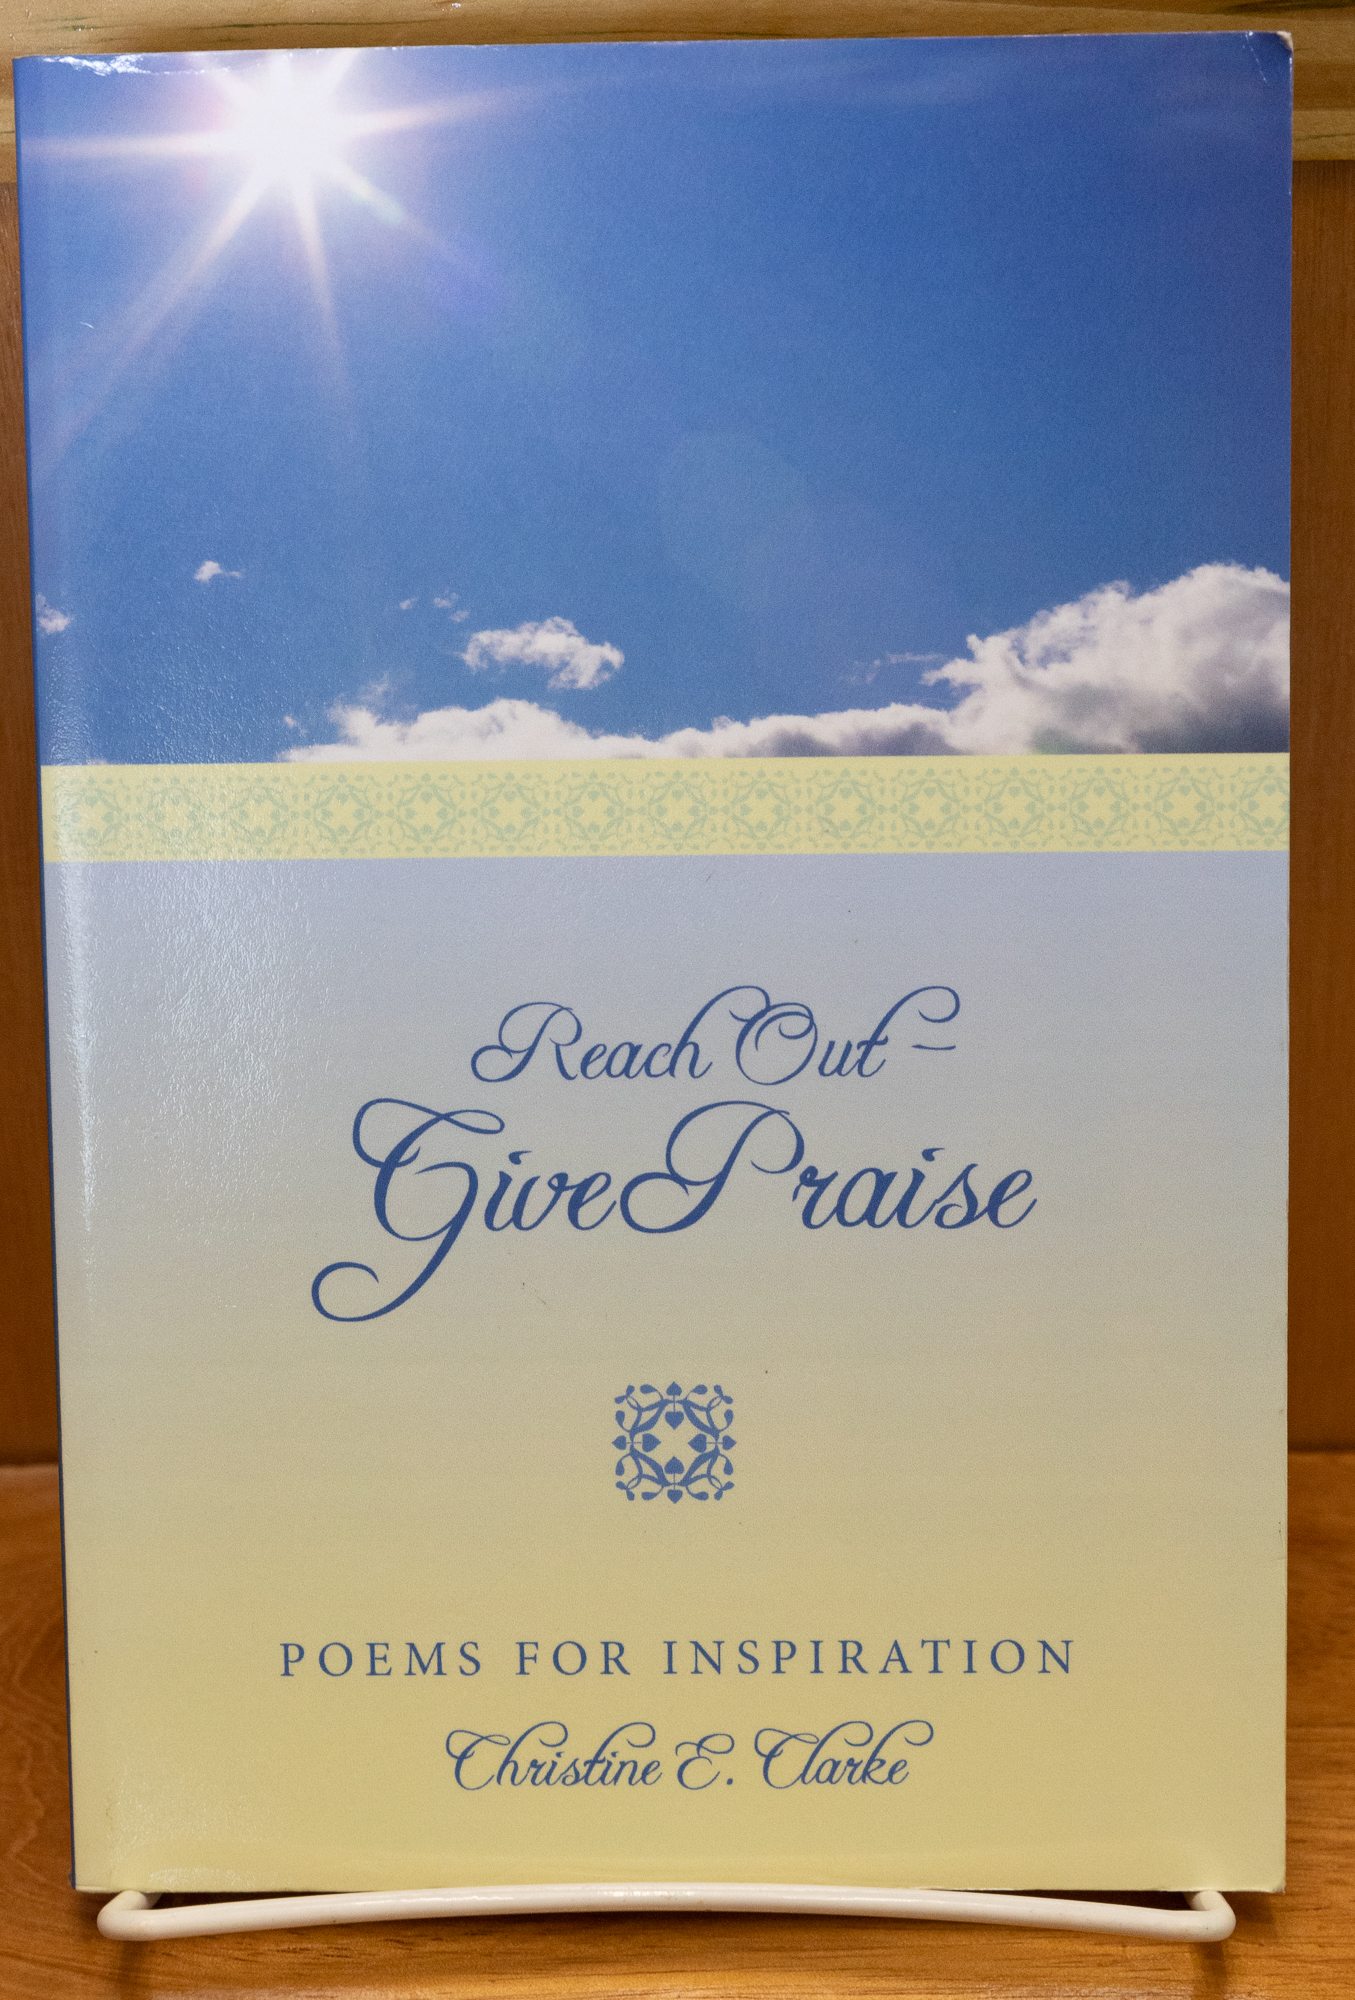 Reach Out –
Give Praise
POEMS FOR INSPIRATION
Christine E. Clarke